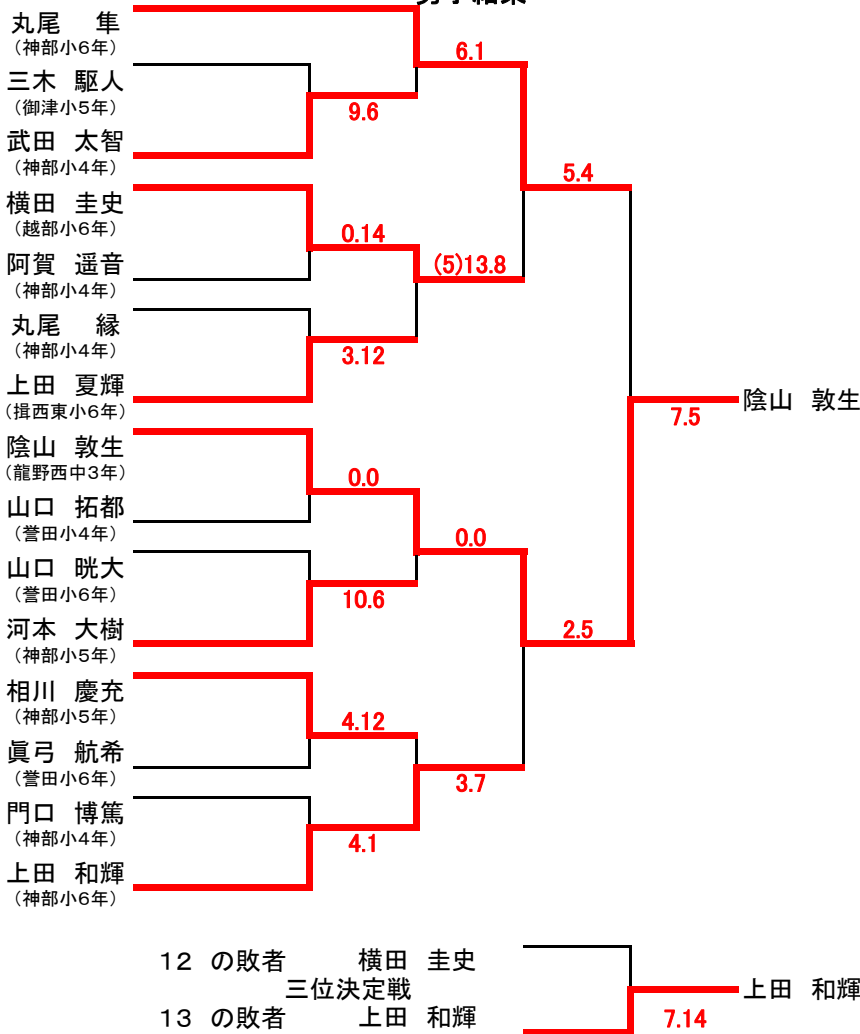 男子結果
丸尾　隼
（神部小6年）
6.1
三木　駆人
（御津小5年）
9.6
武田　太智
（神部小4年）
5.4
横田　圭史
（越部小6年）
0.14
阿賀　遥音
（神部小4年）
(5)13.8
丸尾　縁
（神部小4年）
3.12
上田　夏輝
（揖西東小6年）
陰山　敦生
7.5
陰山　敦生
（龍野西中3年）
0.0
山口　拓都
（誉田小4年）
0.0
山口　晄大
（誉田小6年）
10.6
河本　大樹
（神部小5年）
2.5
相川　慶充
（神部小5年）
4.12
眞弓　航希
（誉田小6年）
3.7
門口　博篤
（神部小4年）
4.1
上田　和輝
（神部小6年）
12　の敗者　横田　圭史
三位決定戦
上田　和輝
13　の敗者　上田　和輝
7.14